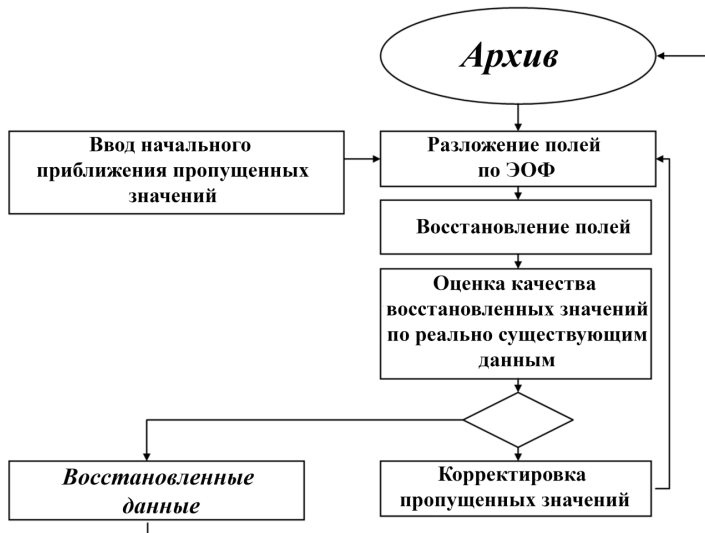 Архив
Ввод начального
приближения пропущенных
значений
Разложение полей
по ЭОФ
Восстановление полей
Оценка качества
восстановленных значений
по реально существующим
данным
Восстановленные
данные
Корректировка
пропущенных значений